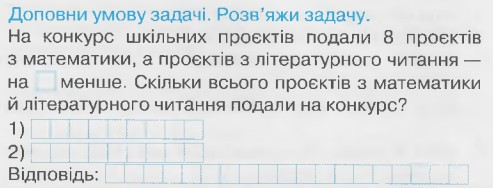 Доповни умову задачі. Розв’яжи задачу.
На конкурс шкільних проєктів подали 8 проєктів
з математики, а проєктів з літературного читання —
на менше. Скільки всього проєктів з математики
й літературного читання подали на конкурс?
1)
2)
Відповідь: